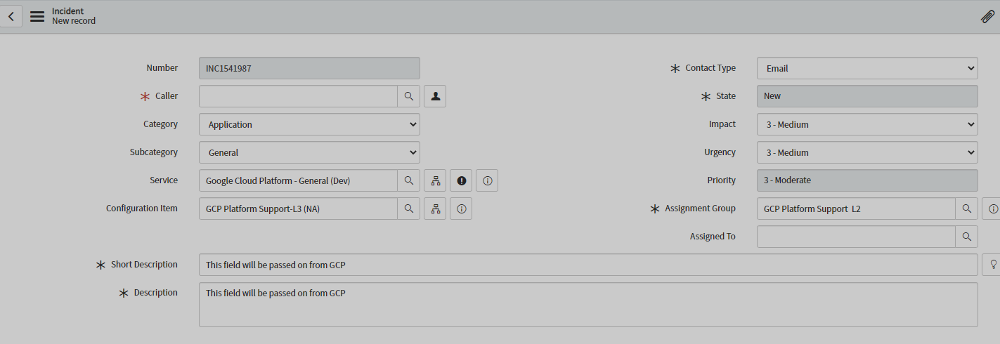 Incident
New record
Number
INC1541987
Contact Type
Email
Caller
State
New
Category
Application
Impact
3 - Medium
Subcategory
General
Urgency
3 - Medium
Service
Google Cloud Platform - General (Dev)
Priority
3 - Moderate
Configuration Item
GCP Platform Support-L3 (NA)
Assignment Group
GCP Platform Support  L2
Assigned To
Short Description
This field will be passed on from GCP
Description
This field will be passed on from GCP